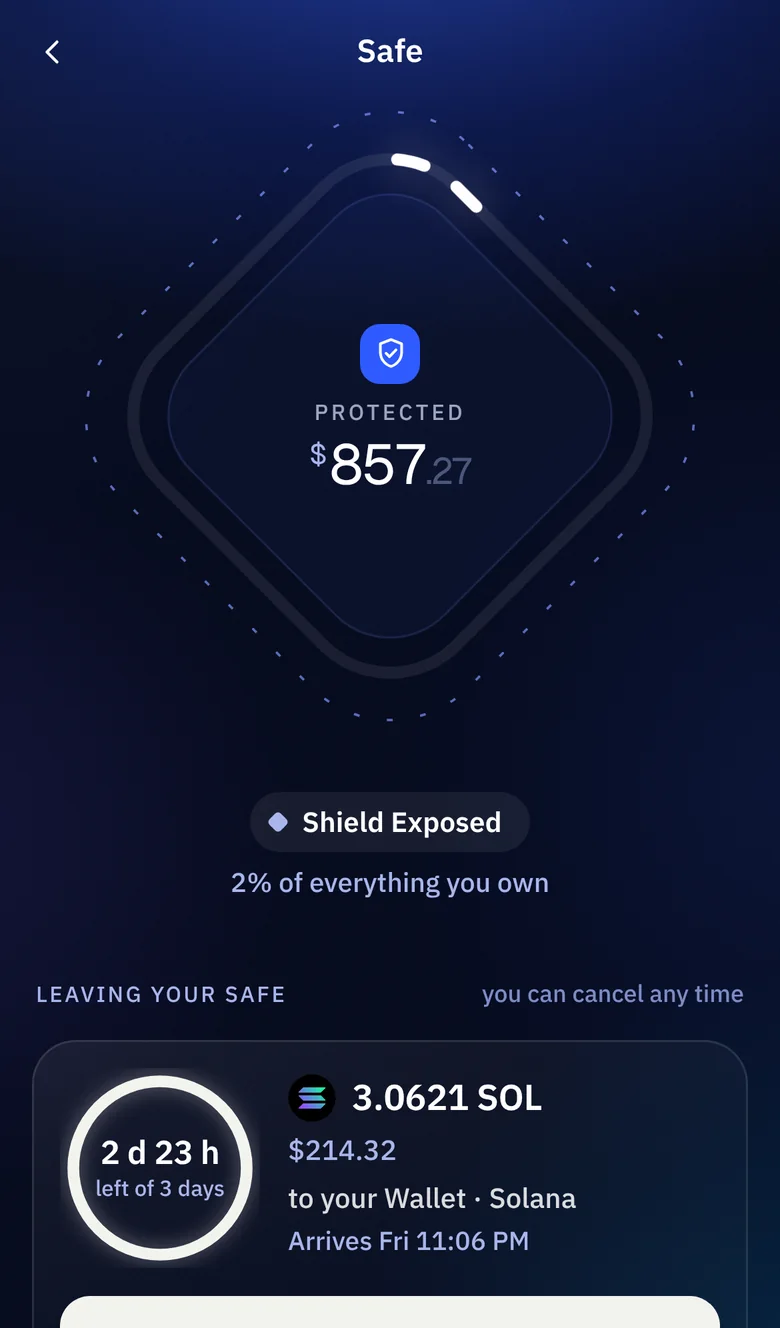 Safe
PROTECTED
$857.27
Shield Exposed
2% of everything you own
LEAVING YOUR SAFE
you can cancel any time
2 d 23 h
left of 3 days
3.0621 SOL
$214.32
to your Wallet · Solana
Arrives Fri 11:06 PM